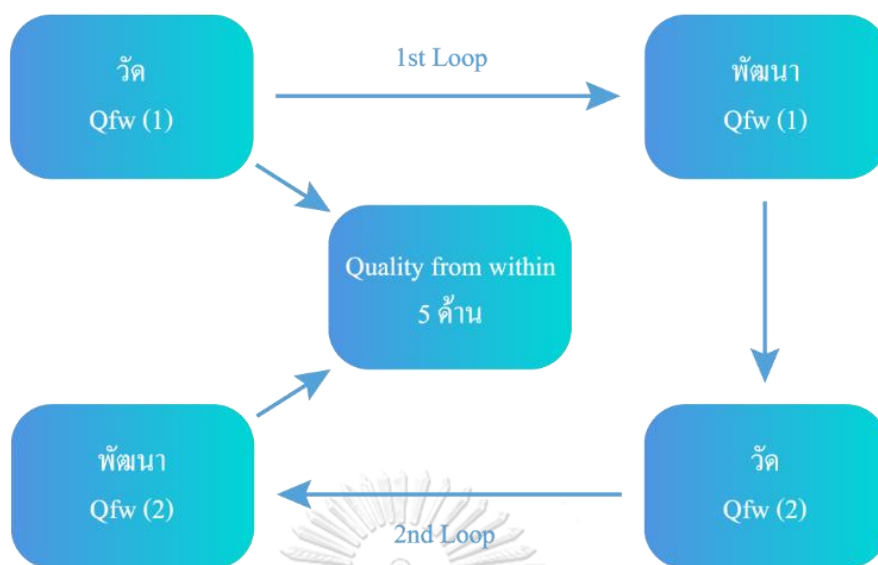 วัด
Qfw (1)
1st Loop
พัฒนา
Qfw (1)
Quality from within
5 ด้าน
พัฒนา
Qfw (2)
2nd Loop
วัด
Qfw (2)